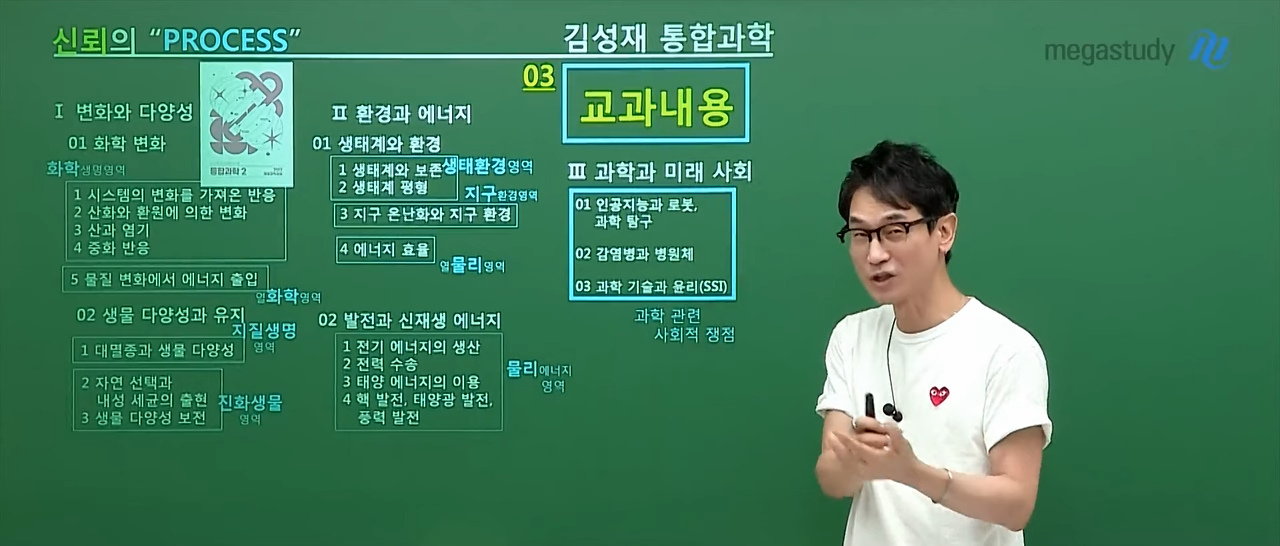 신뢰의 “PROCESS”
김성재 통합과학
megastudy
03
교과내용
Ⅰ 변화와 다양성
통합과학 2
01 화학 변화
화학생명영역
1 시스템의 변화를 가져온 반응
2 산화와 환원에 의한 변화
3 산과 염기
4 중화 반응
5 물질 변화에서 에너지 출입
열화학영역
02 생물 다양성과 유지
지질생명
영역
1 대멸종과 생물 다양성
2 자연 선택과
내성 세균의 출현
3 생물 다양성 보전
진화생물
영역
Ⅱ 환경과 에너지
01 생태계와 환경
1 생태계와 보존
2 생태계 평형
생태환경영역
지구환경영역
3 지구 온난화와 지구 환경
4 에너지 효율
열물리영역
02 발전과 신재생 에너지
1 전기 에너지의 생산
2 전력 수송
3 태양 에너지의 이용
4 핵 발전, 태양광 발전,
풍력 발전
물리에너지
영역
Ⅲ 과학과 미래 사회
01 인공지능과 로봇,
과학 탐구
02 감염병과 병원체
03 과학 기술과 윤리(SSI)
과학 관련
사회적 쟁점